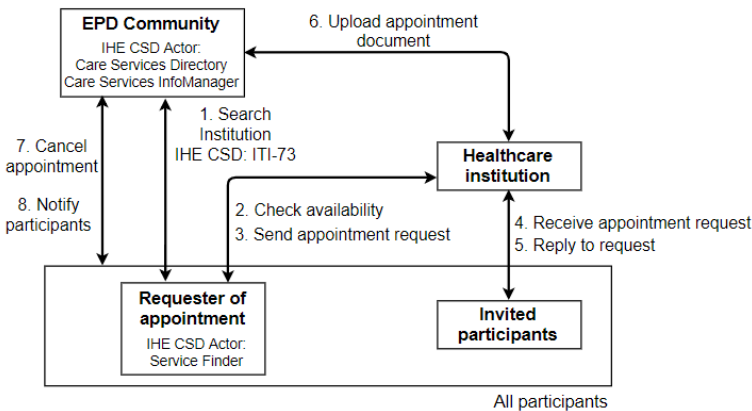 EPD Community
IHE CSD Actor:
Care Services Directory
Care Services InfoManager
6. Upload appointment
document
1. Search
Institution
IHE CSD: ITI-73
7. Cancel
appointment
8. Notify
participants
Healthcare
institution
2. Check availability
3. Send appointment request
4. Receive appointment request
5. Reply to request
Requester of
appointment
IHE CSD Actor:
Service Finder
Invited
participants
All participants